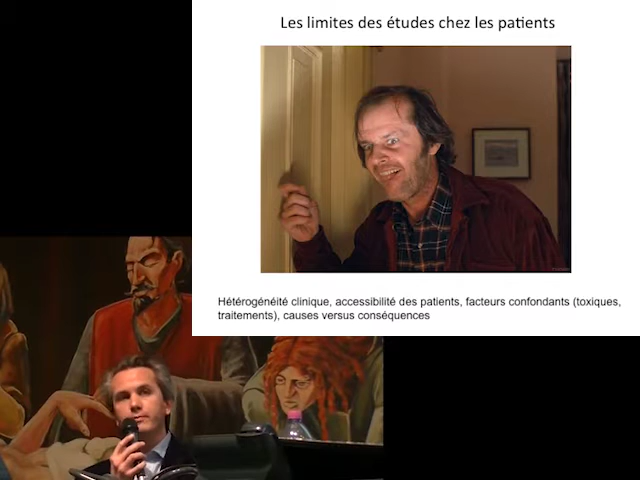 Les limites des études chez les patients
Hétérogénéité clinique, accessibilité des patients, facteurs confondants (toxiques,
traitements), causes versus conséquences